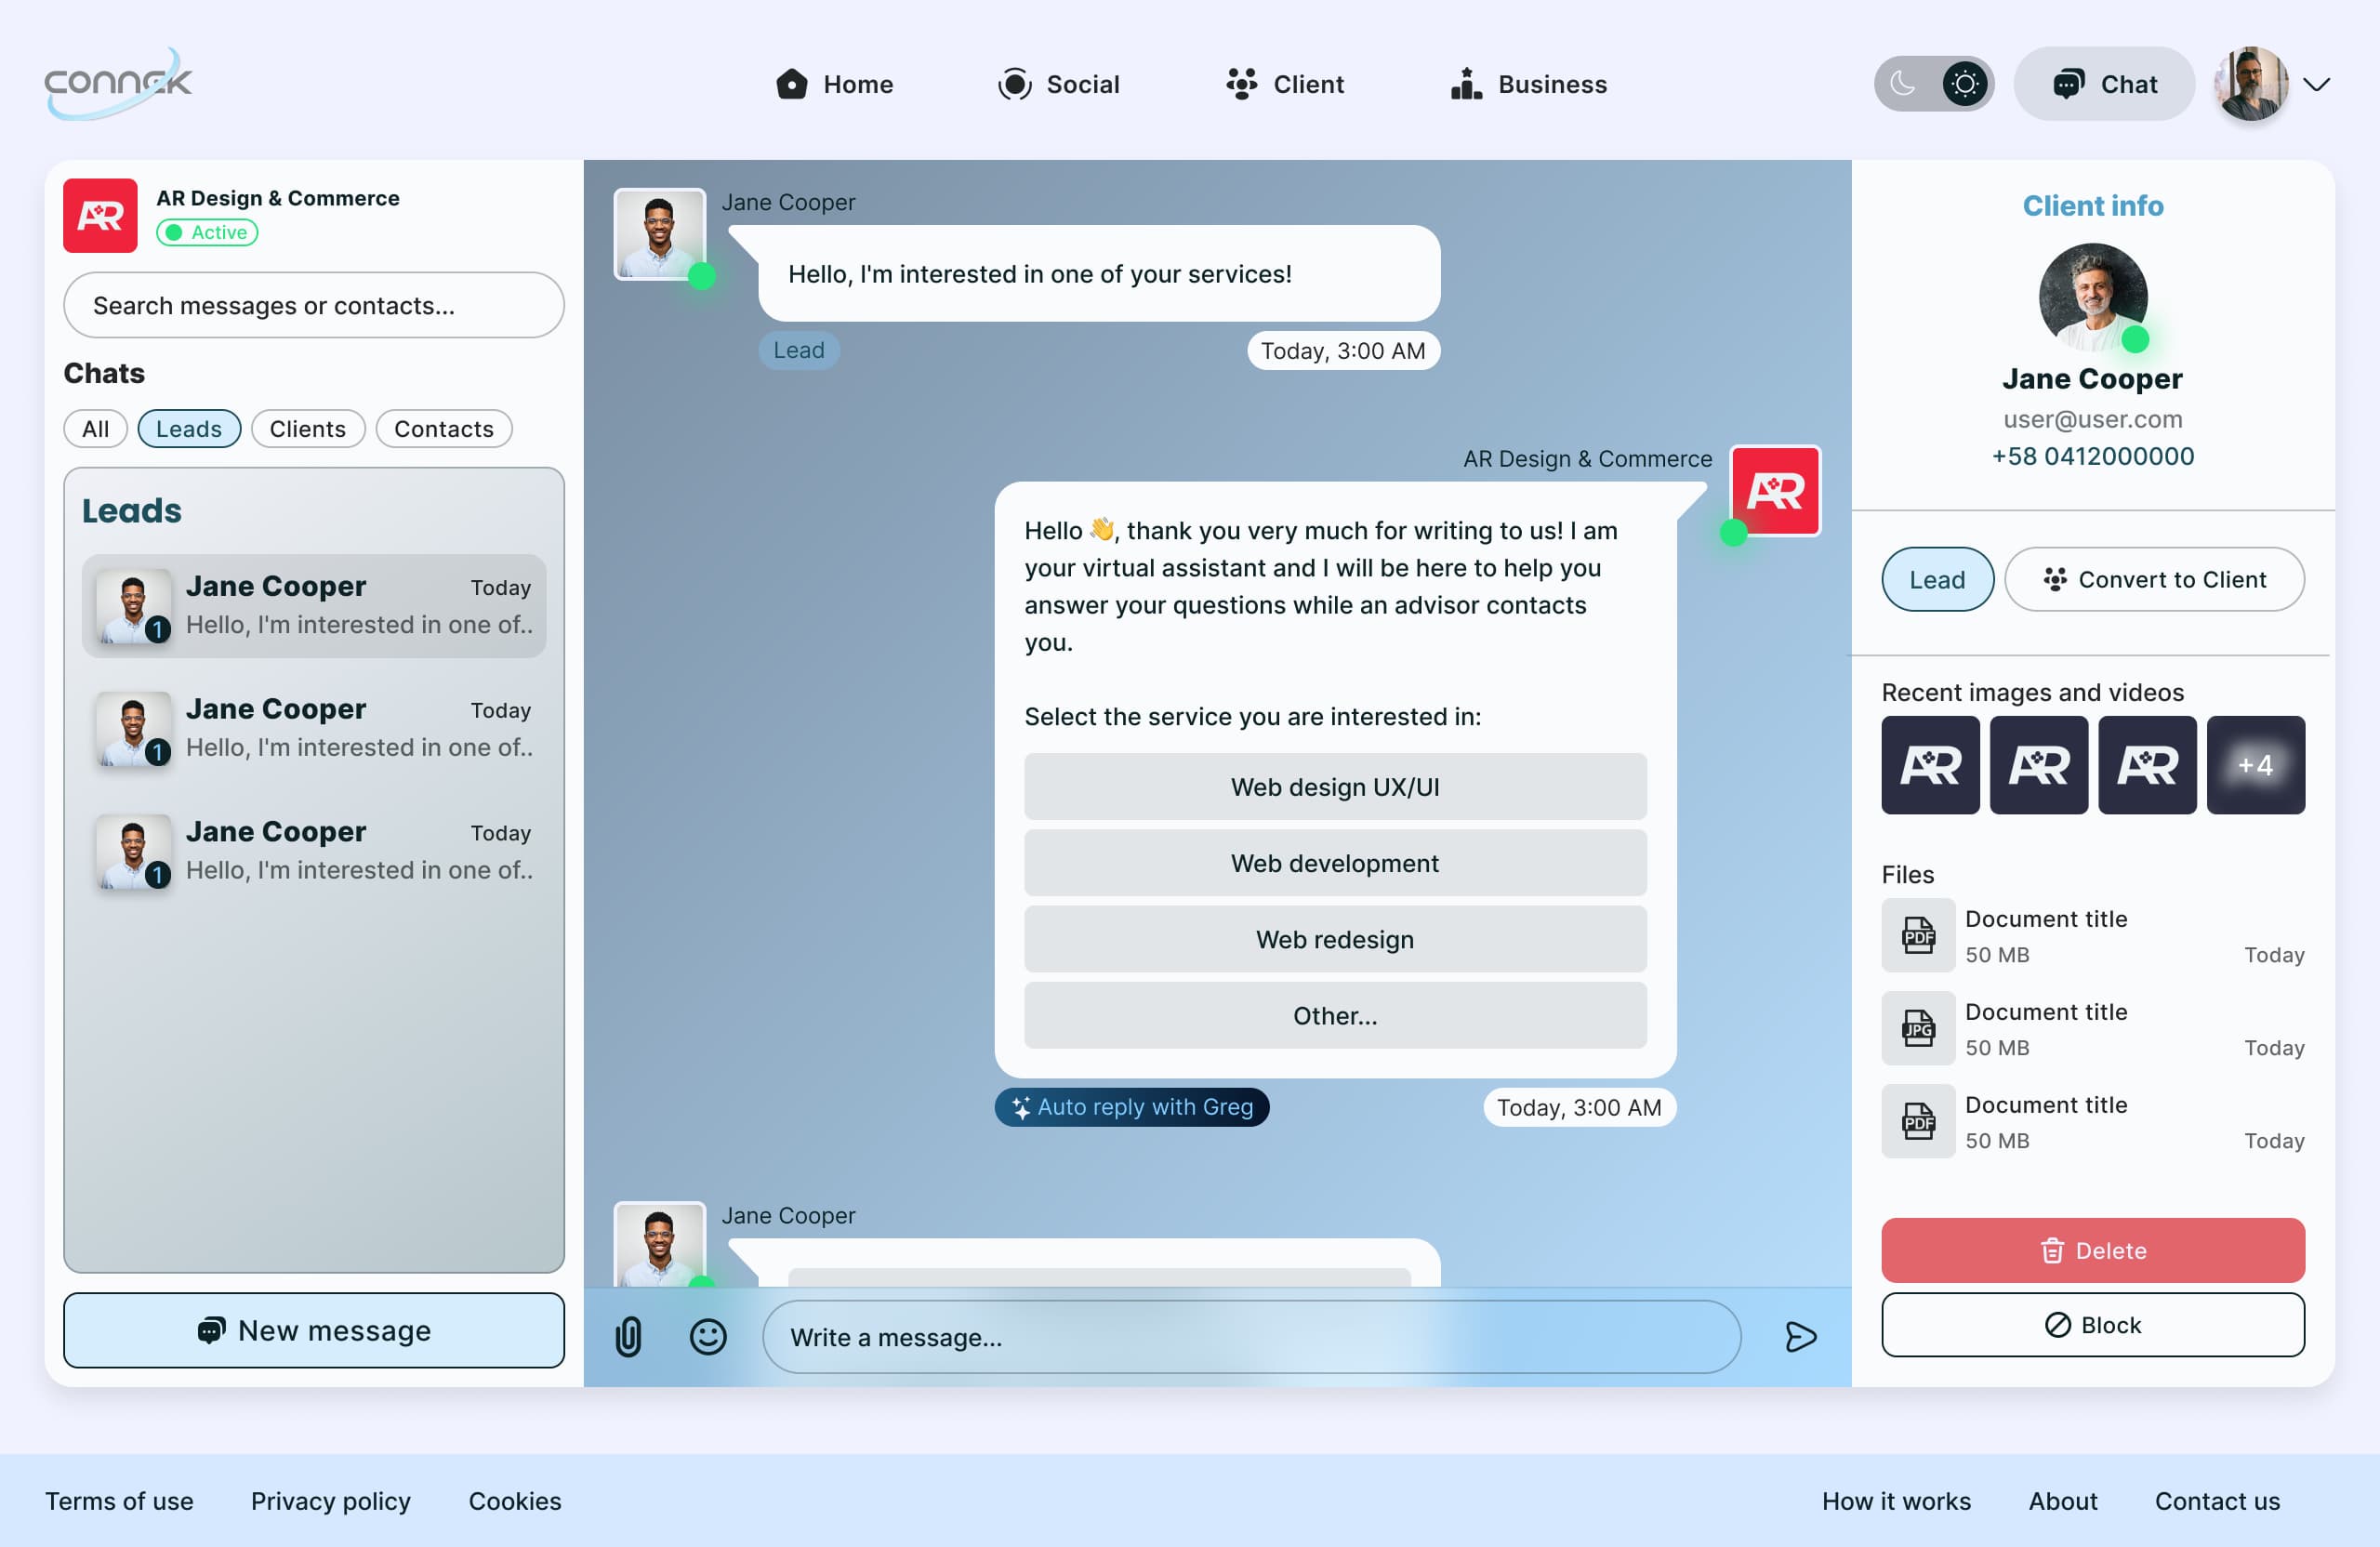 connek
Home
Social
Client
Business
Chat
AR Design & Commerce
Active
Search messages or contacts...
Chats
All
Leads
Clients
Contacts
Leads
Jane Cooper
Today
Hello, I'm interested in one of..
1
Jane Cooper
Today
Hello, I'm interested in one of..
1
Jane Cooper
Today
Hello, I'm interested in one of..
1
New message
Jane Cooper
Hello, I'm interested in one of your services!
Lead
Today, 3:00 AM
AR Design & Commerce
AR
Hello 👋, thank you very much for writing to us! I am
your virtual assistant and I will be here to help you
answer your questions while an advisor contacts
you.
Select the service you are interested in:
Web design UX/UI
Web development
Web redesign
Other...
Auto reply with Greg
Today, 3:00 AM
Jane Cooper
Write a message...
Client info
Jane Cooper
user@user.com
+58 0412000000
Lead
Convert to Client
Recent images and videos
AR
AR
AR
+4
Files
PDF
Document title
50 MB
Today
JPG
Document title
50 MB
Today
PDF
Document title
50 MB
Today
Delete
Block
Terms of use
Privacy policy
Cookies
How it works
About
Contact us